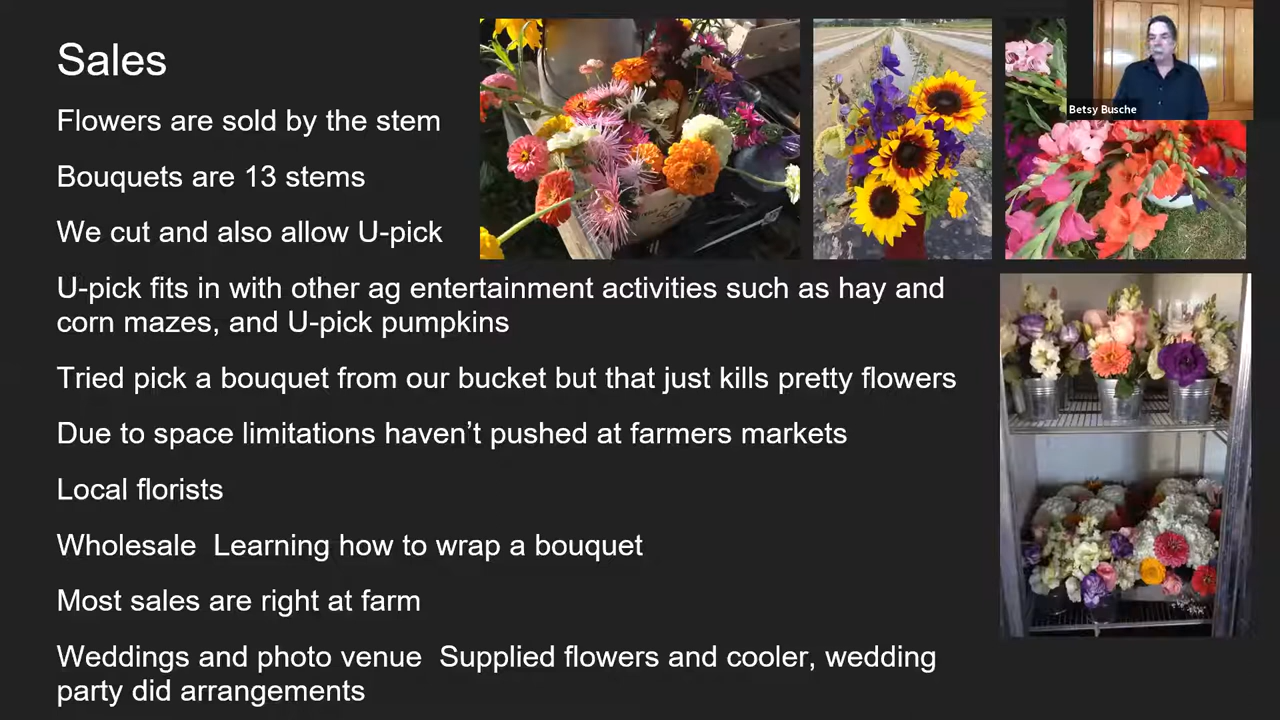 Sales
Flowers are sold by the stem
Bouquets are 13 stems
We cut and also allow U-pick
U-pick fits in with other ag entertainment activities such as hay and
corn mazes, and U-pick pumpkins
Tried pick a bouquet from our bucket but that just kills pretty flowers
Due to space limitations haven’t pushed at farmers markets
Local florists
Wholesale  Learning how to wrap a bouquet
Most sales are right at farm
Weddings and photo venue  Supplied flowers and cooler, wedding
party did arrangements
Betsy Busche